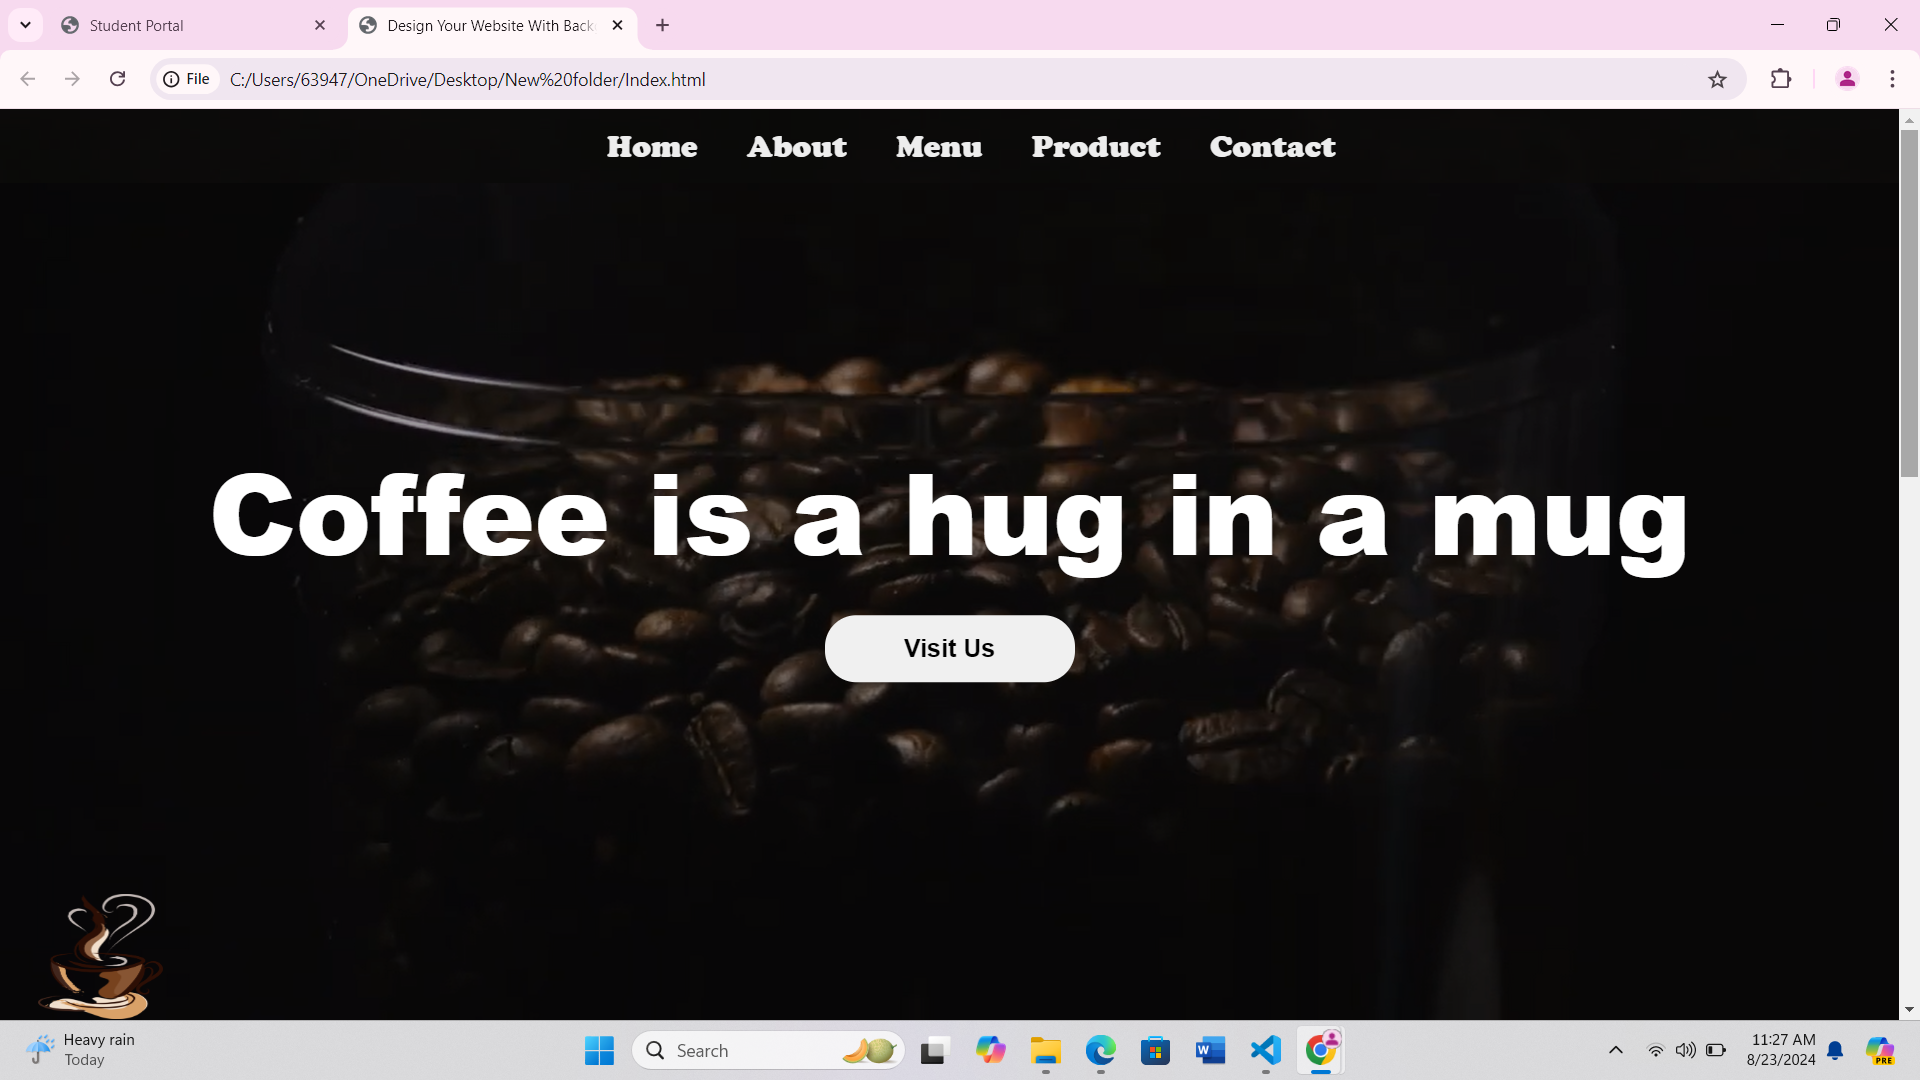 Student Portal
Design Your Website With Back
File
C:/Users/63947/OneDrive/Desktop/New%20folder/Index.html
Home About Menu Product Contact
Coffee is a hug in a mug
Visit Us
Heavy rain
Today
Search
PRE
11:27 AM
8/23/2024